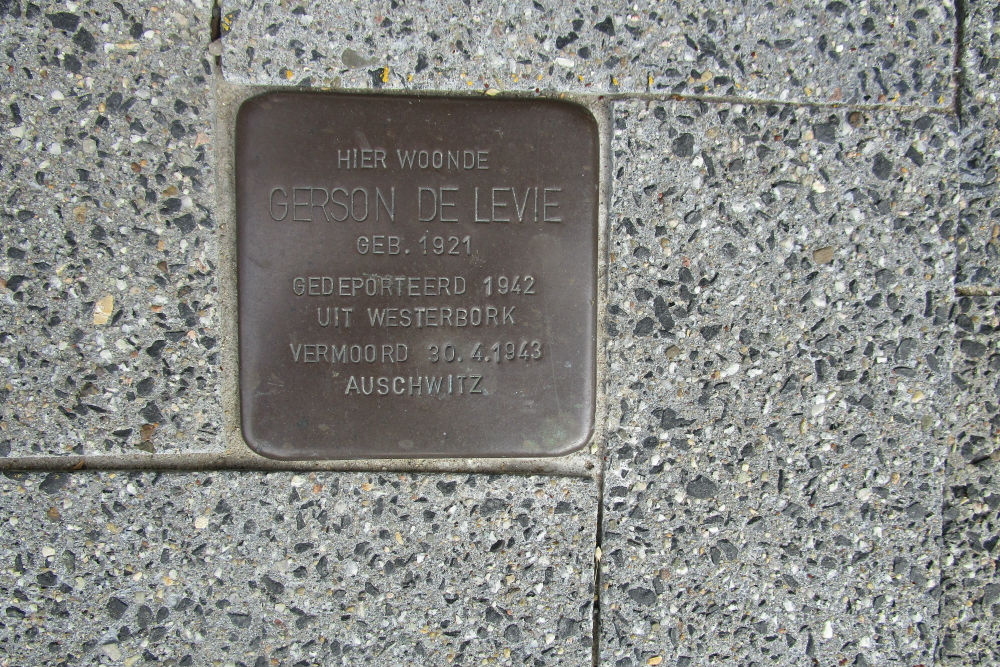 HIER WOONDE
GERSON DE LEVIE
GEB. 1921
GEDEPORTEERD 1942
UIT WESTERBORK
VERMOORD 30.4.1943
AUSCHWITZ